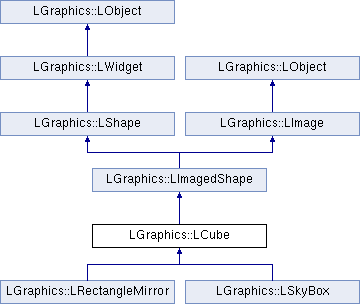 LGraphics::LObject
LGraphics::LWidget
LGraphics::LObject
LGraphics::LShape
LGraphics::LImage
LGraphics::LImagedShape
LGraphics::LCube
LGraphics::LRectangleMirror
LGraphics::LSkyBox